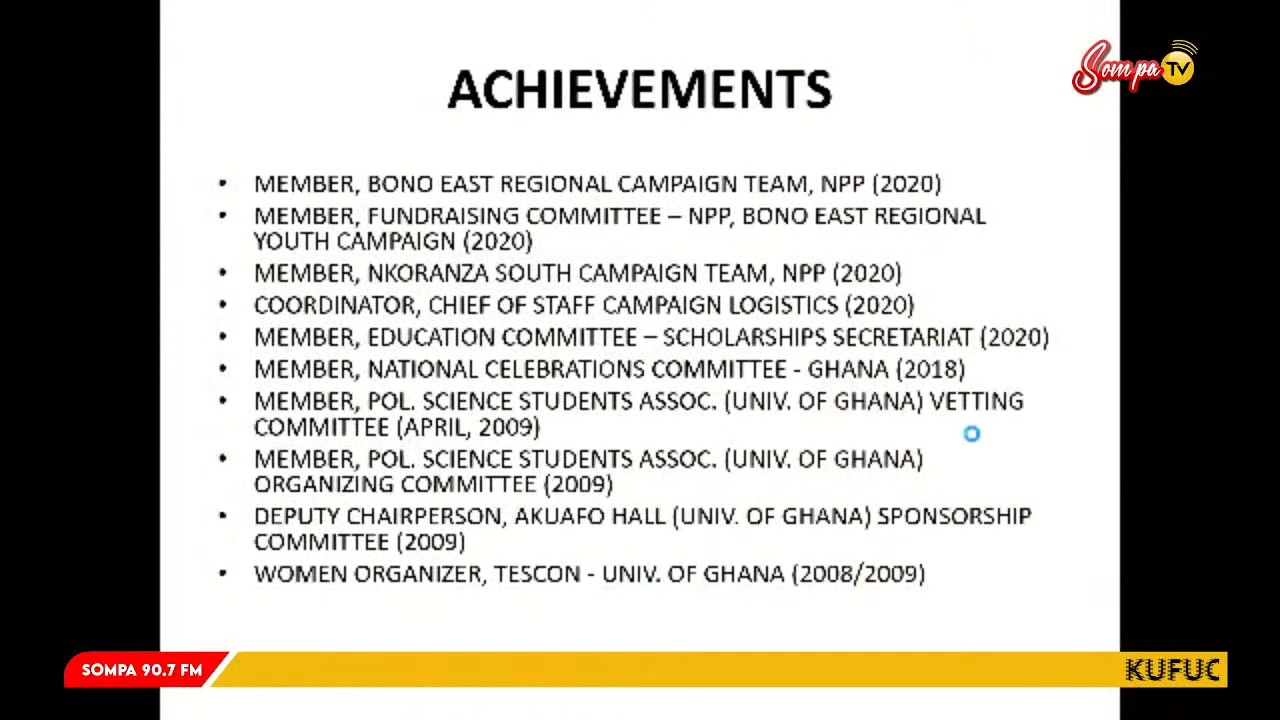 Sompa TV
ACHIEVEMENTS
• MEMBER, BONO EAST REGIONAL CAMPAIGN TEAM, NPP (2020)
• MEMBER, FUNDRAISING COMMITTEE – NPP, BONO EAST REGIONAL
YOUTH CAMPAIGN (2020)
• MEMBER, NKORANZA SOUTH CAMPAIGN TEAM, NPP (2020)
• COORDINATOR, CHIEF OF STAFF CAMPAIGN LOGISTICS (2020)
• MEMBER, EDUCATION COMMITTEE – SCHOLARSHIPS SECRETARIAT (2020)
• MEMBER, NATIONAL CELEBRATIONS COMMITTEE - GHANA (2018)
• MEMBER, POL. SCIENCE STUDENTS ASSOC. (UNIV. OF GHANA) VETTING
COMMITTEE (APRIL, 2009)
• MEMBER, POL. SCIENCE STUDENTS ASSOC. (UNIV. OF GHANA)
ORGANIZING COMMITTEE (2009)
• DEPUTY CHAIRPERSON, AKUAFO HALL (UNIV. OF GHANA) SPONSORSHIP
COMMITTEE (2009)
• WOMEN ORGANIZER, TESCON - UNIV. OF GHANA (2008/2009)
SOMPA 90.7 FM
KUFUC